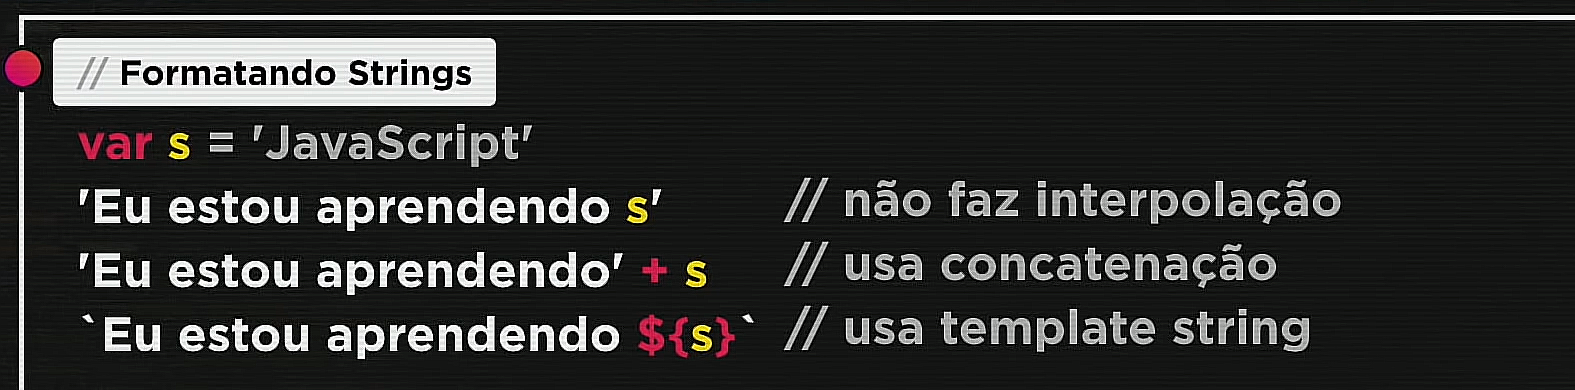 // Formatando Strings
var s = 'JavaScript'
'Eu estou aprendendo s' // não faz interpolação
'Eu estou aprendendo' + s // usa concatenação
`Eu estou aprendendo ${s}` // usa template string